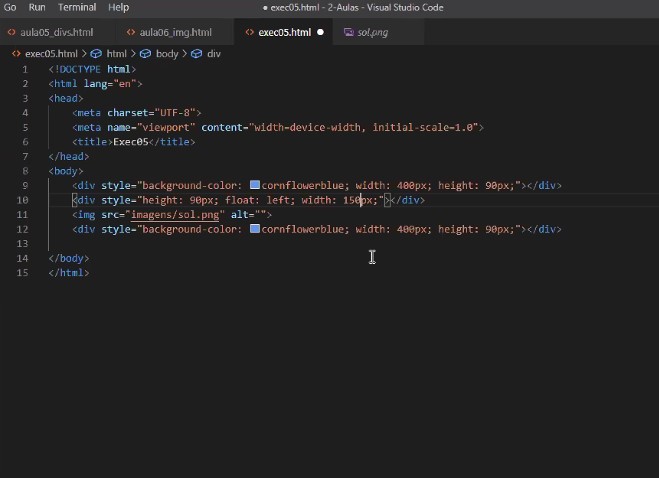 Go Run Terminal Help ● exec05.html - 2-Aulas - Visual Studio Code
<> aula05_divs.html <> aula06_img.html <> exec05.html ● sol.png
<> exec05.html > html > body > div
1 <!DOCTYPE html>
2 <html lang="en">
3 <head>
4 <meta charset="UTF-8">
5 <meta name="viewport" content="width=device-width, initial-scale=1.0">
6 <title>Exec05</title>
7 </head>
8 <body>
9 <div style="background-color: cornflowerblue; width: 400px; height: 90px;"></div>
10 <div style="height: 90px; float: left; width: 150px;"></div>
11 <img src="imagens/sol.png" alt="">
12 <div style="background-color: cornflowerblue; width: 400px; height: 90px;"></div>
13
14 </body>
15 </html>